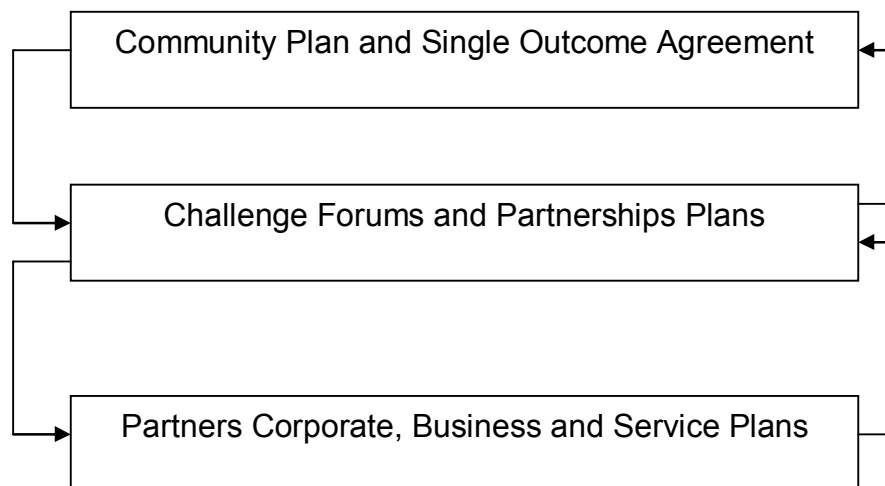 Community Plan and Single Outcome Agreement
Challenge Forums and Partnerships Plans
Partners Corporate, Business and Service Plans